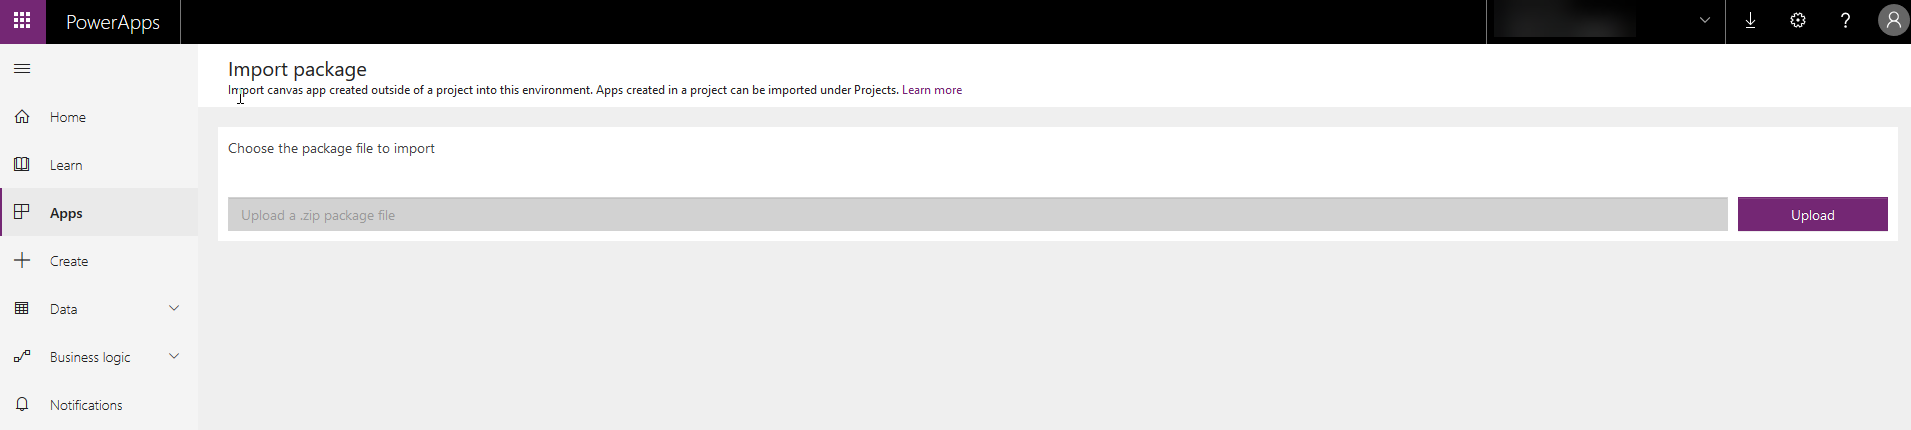 PowerApps
Import package
Import canvas app created outside of a project into this environment. Apps created in a project can be imported under Projects. Learn more
Home
Learn
Apps
Create
Data
Business logic
Notifications
Choose the package file to import
Upload a .zip package file
Upload